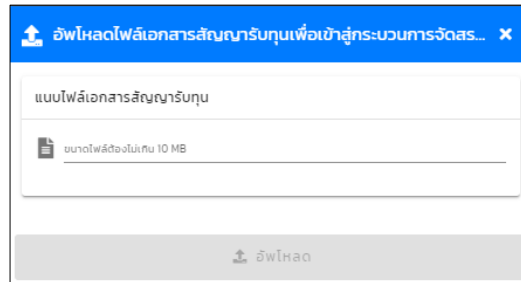 อัพโหลดไฟล์เอกสารสัญญารับทุนเพื่อเข้าสู่กระบวนการจัดสร...
แนบไฟล์เอกสารสัญญารับทุน
ขนาดไฟล์ต้องไม่เกิน 10 MB
อัพโหลด